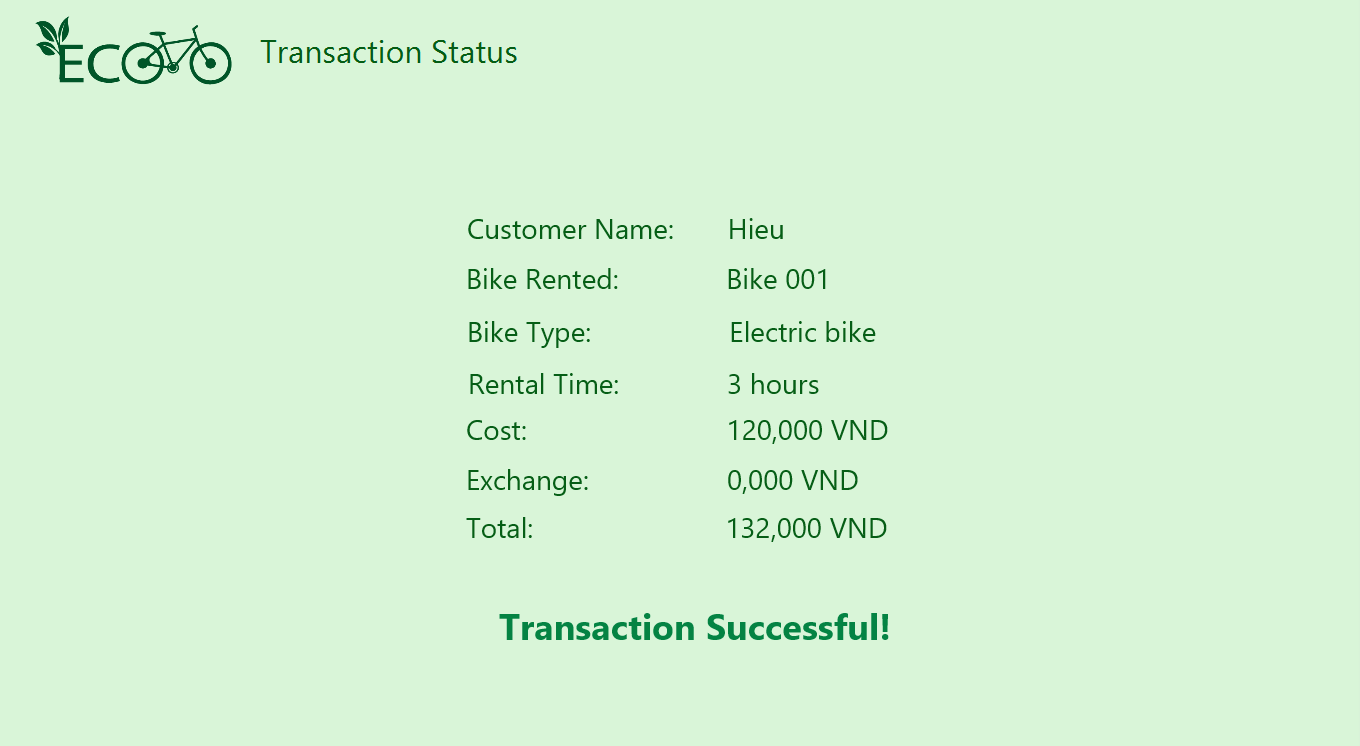 ECO Transaction Status
Customer Name: Hieu
Bike Rented: Bike 001
Bike Type: Electric bike
Rental Time: 3 hours
Cost: 120,000 VND
Exchange: 0,000 VND
Total: 132,000 VND
Transaction Successful!